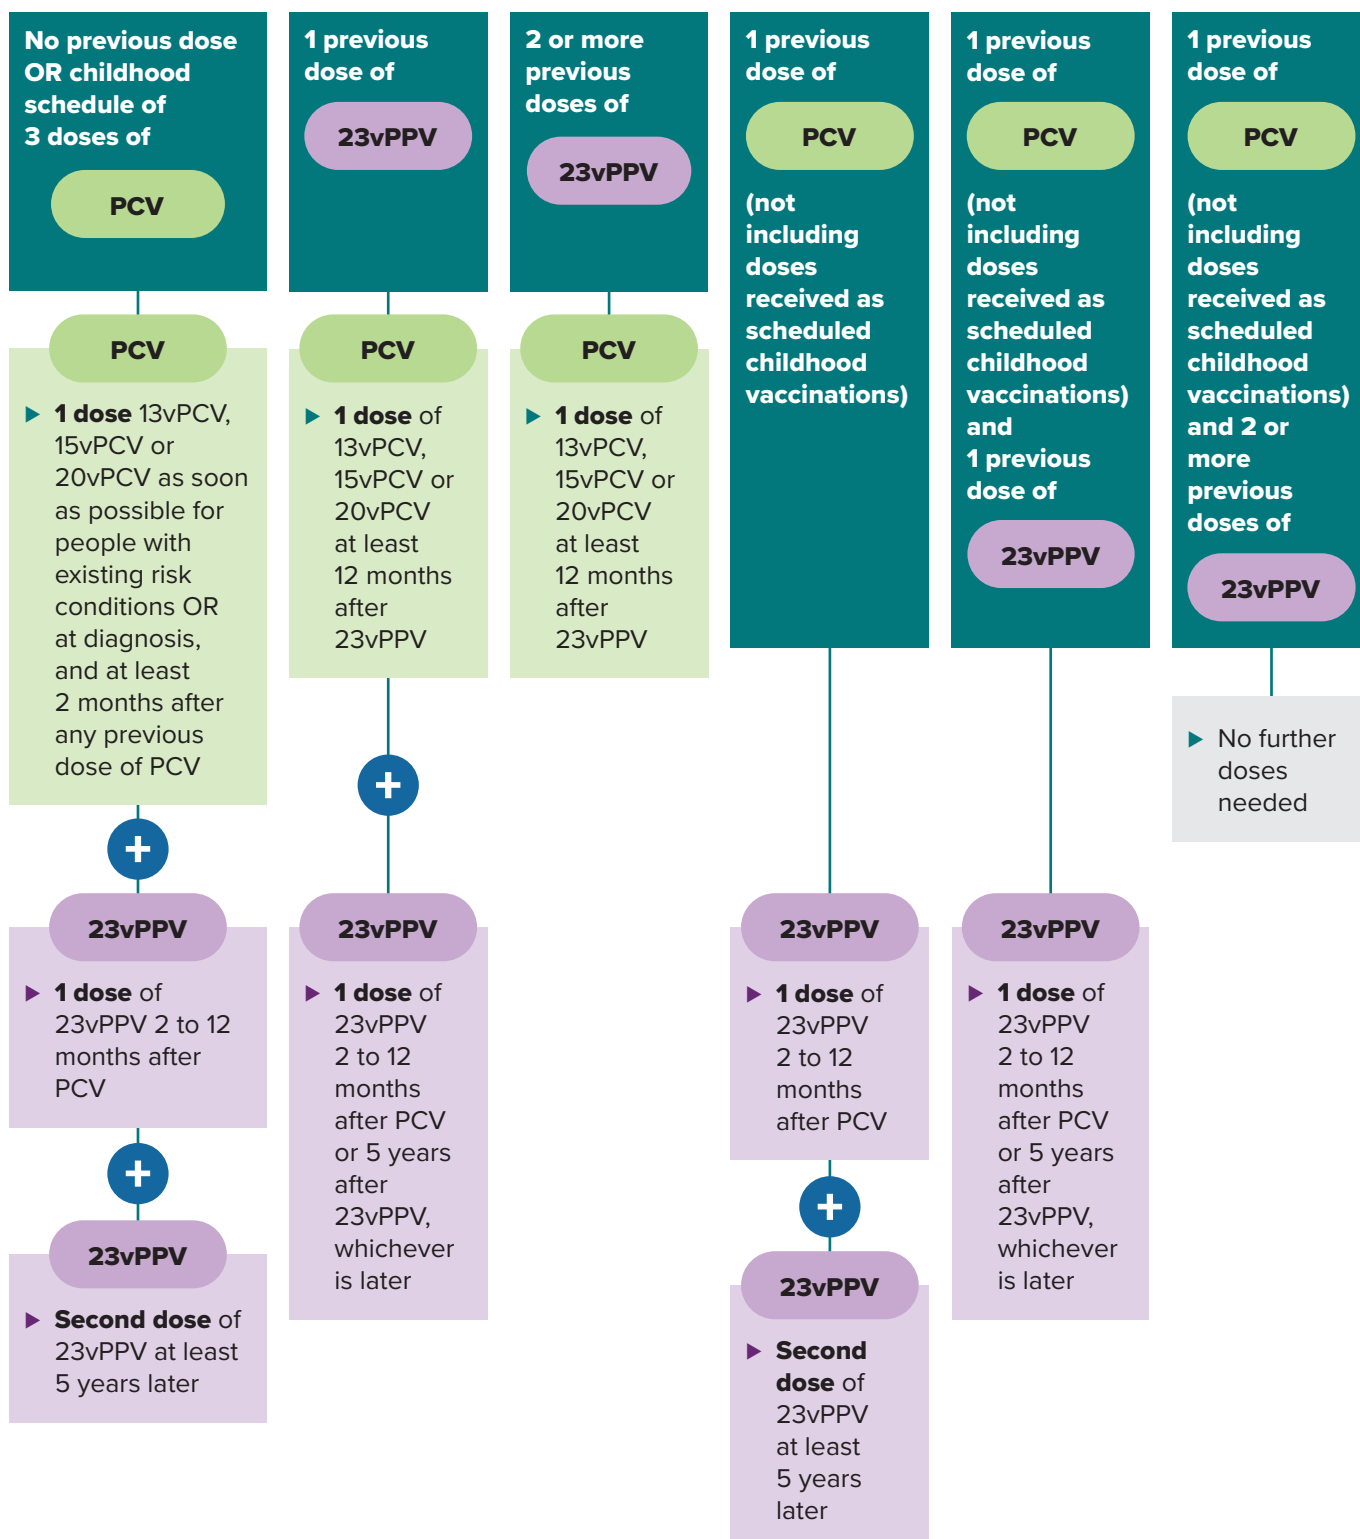 No previous dose
OR childhood
schedule of
3 doses of
PCV
PCV
1 dose 13vPCV,
15vPCV or
20vPCV as soon
as possible for
people with
existing risk
conditions OR
at diagnosis,
and at least
2 months after
any previous
dose of PCV
+
23vPPV
1 dose of
23vPPV 2 to 12
months after
PCV
+
23vPPV
Second dose of
23vPPV at least
5 years later
1 previous
dose of
23vPPV
PCV
1 dose of
13vPCV,
15vPCV or
20vPCV
at least
12 months
after
23vPPV
+
23vPPV
1 dose of
23vPPV
2 to 12
months
after PCV
or 5 years
after
23vPPV,
whichever
is later
2 or more
previous
doses of
23vPPV
PCV
1 dose of
13vPCV,
15vPCV or
20vPCV
at least
12 months
after
23vPPV
1 previous
dose of
PCV
(not
including
doses
received as
scheduled
childhood
vaccinations)
23vPPV
1 dose of
23vPPV
2 to 12
months
after PCV
+
23vPPV
Second
dose of
23vPPV
at least
5 years
later
1 previous
dose of
PCV
(not
including
doses
received as
scheduled
childhood
vaccinations)
and
1 previous
dose of
23vPPV
23vPPV
1 dose of
23vPPV
2 to 12
months
after PCV
or 5 years
after
23vPPV,
whichever
is later
1 previous
dose of
PCV
(not
including
doses
received as
scheduled
childhood
vaccinations)
and 2 or
more
previous
doses of
23vPPV
No further
doses
needed